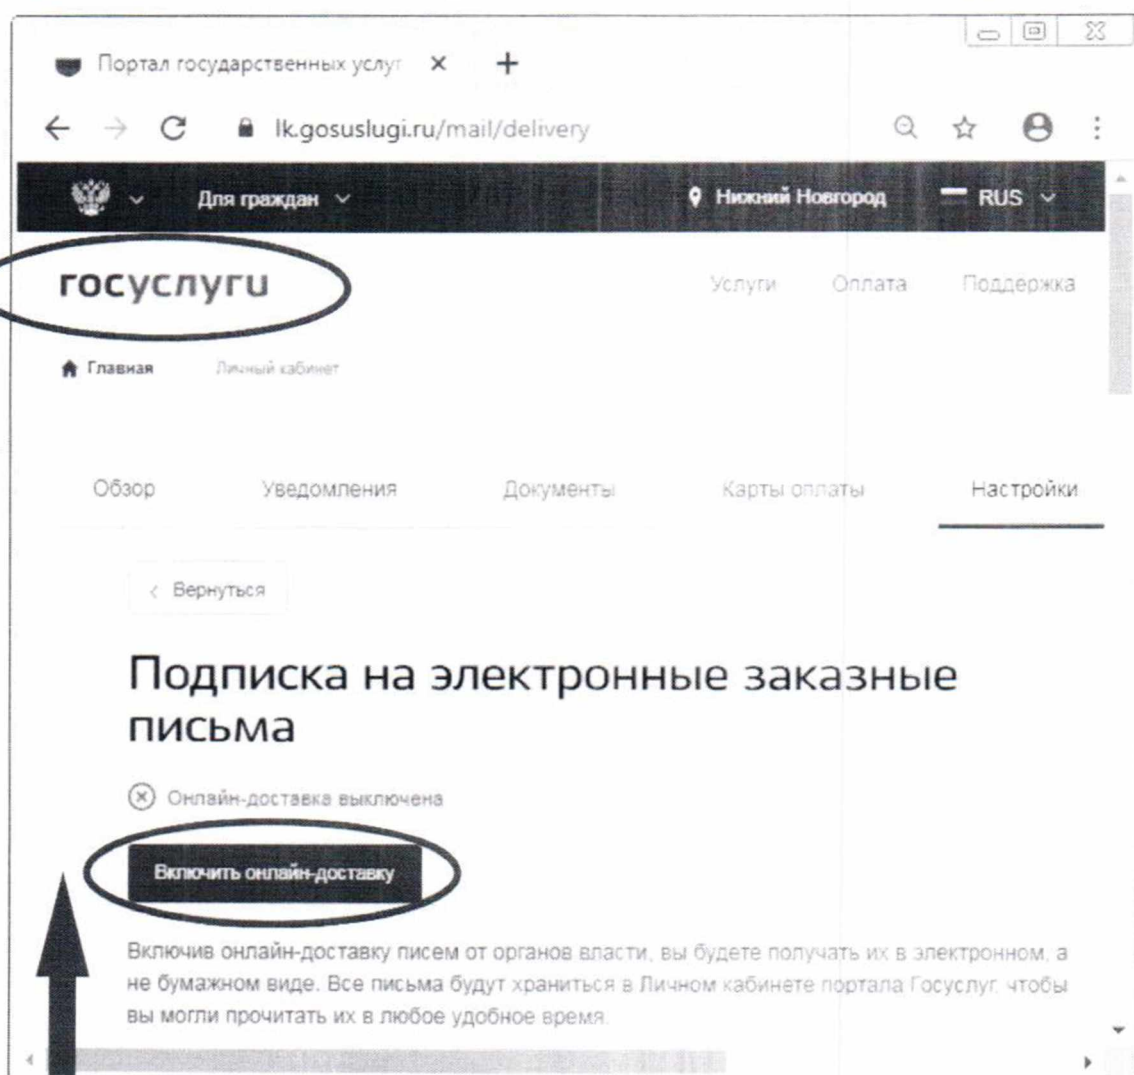 Портал государственных услуг
lk.gosuslugi.ru/mail/delivery
Для граждан Нижний Новгород RUS
госуслуги Услуги Оплата Поддержка
Главная Личный кабинет
Обзор Уведомления Документы Карты оплаты Настройки
Вернуться
Подписка на электронные заказные
письма
Онлайн-доставка выключена
Включить онлайн-доставку
Включив онлайн-доставку писем от органов власти, вы будете получать их в электронном, а
не бумажном виде. Все письма будут храниться в Личном кабинете портала Госуслуг, чтобы
вы могли прочитать их в любое удобное время.